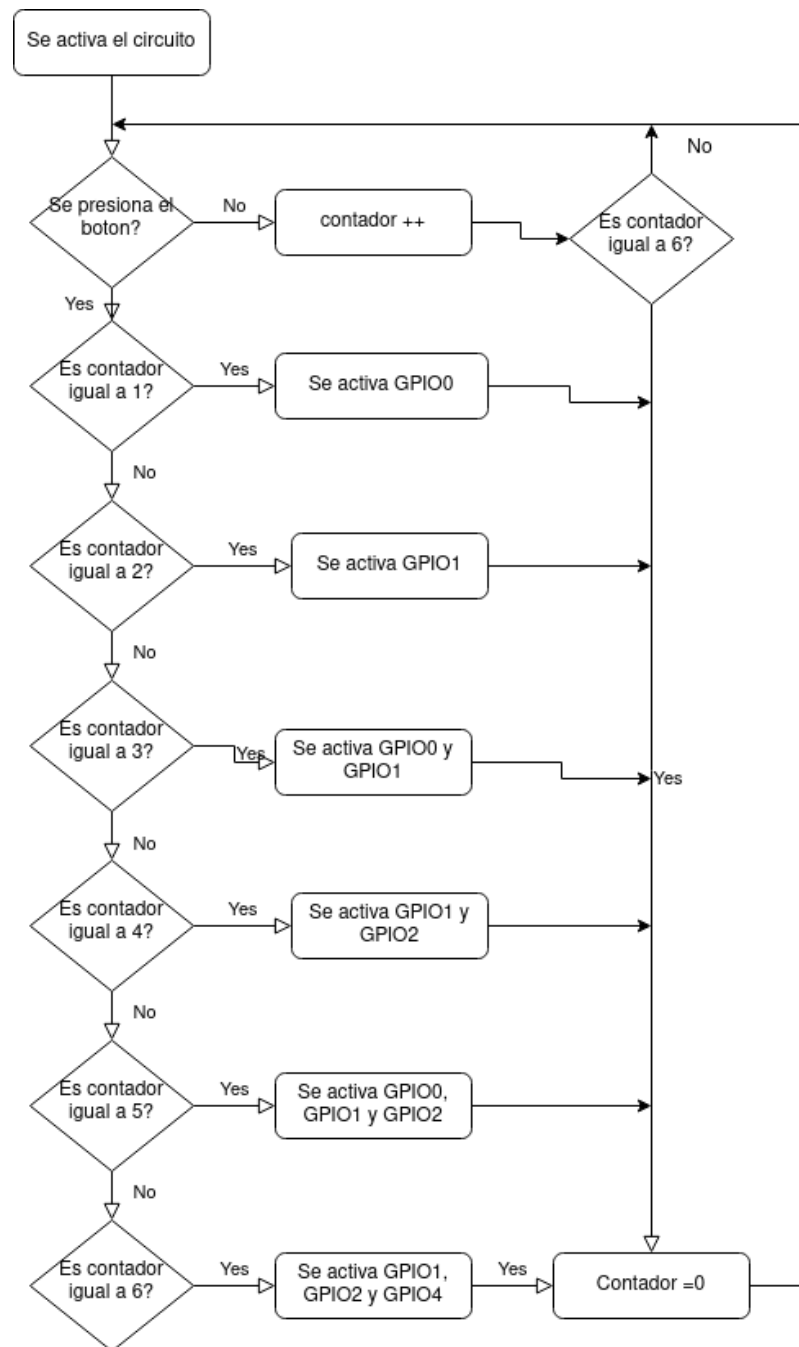 Se activa el circuito
No
Se presiona el
boton?
No
contador ++
Es contador
igual a 6?
Yes
Es contador
igual a 1?
Yes
Se activa GPIO0
No
Es contador
igual a 2?
Yes
Se activa GPIO1
No
Es contador
igual a 3?
Yes
Se activa GPIO0 y
GPIO1
Yes
No
Es contador
igual a 4?
Yes
Se activa GPIO1 y
GPIO2
No
Es contador
igual a 5?
Yes
Se activa GPIO0,
GPIO1 y GPIO2
No
Es contador
igual a 6?
Yes
Se activa GPIO1,
GPIO2 y GPIO4
Yes
Contador =0